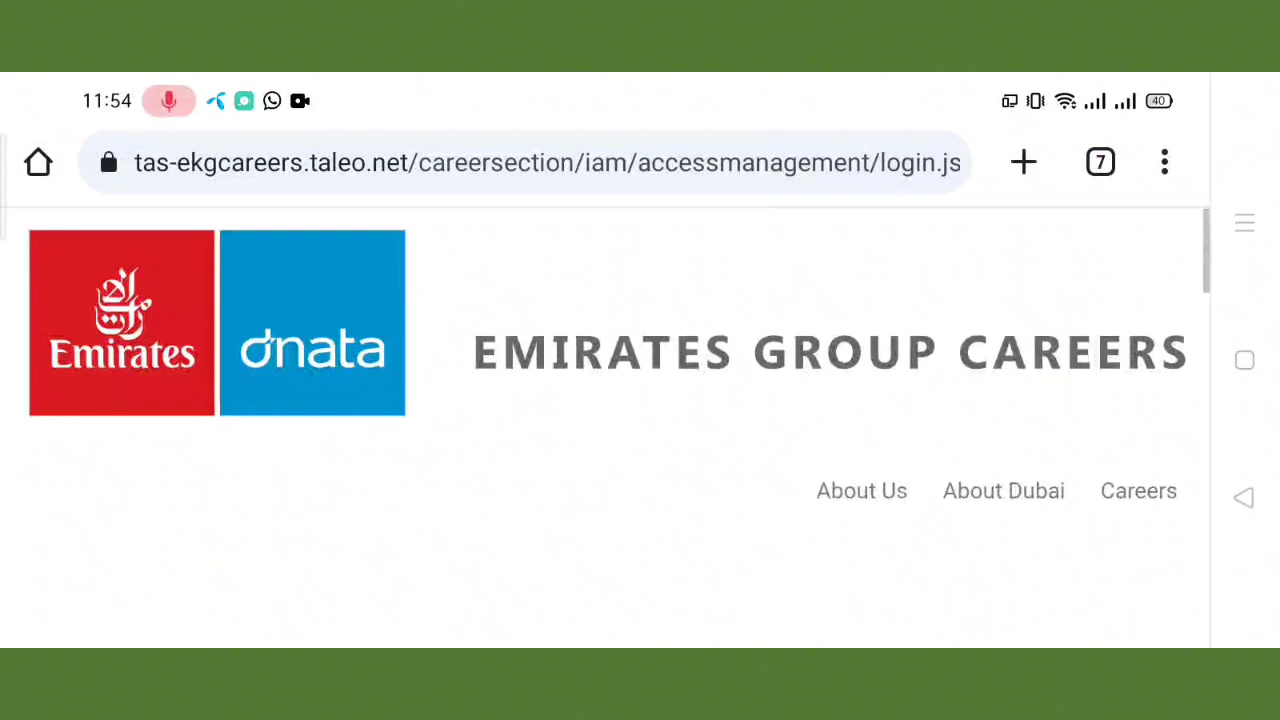 11:54
40
tas-ekgcareers.taleo.net/careersection/iam/accessmanagement/login.js
7
Emirates
dnata
EMIRATES GROUP CAREERS
About Us About Dubai Careers